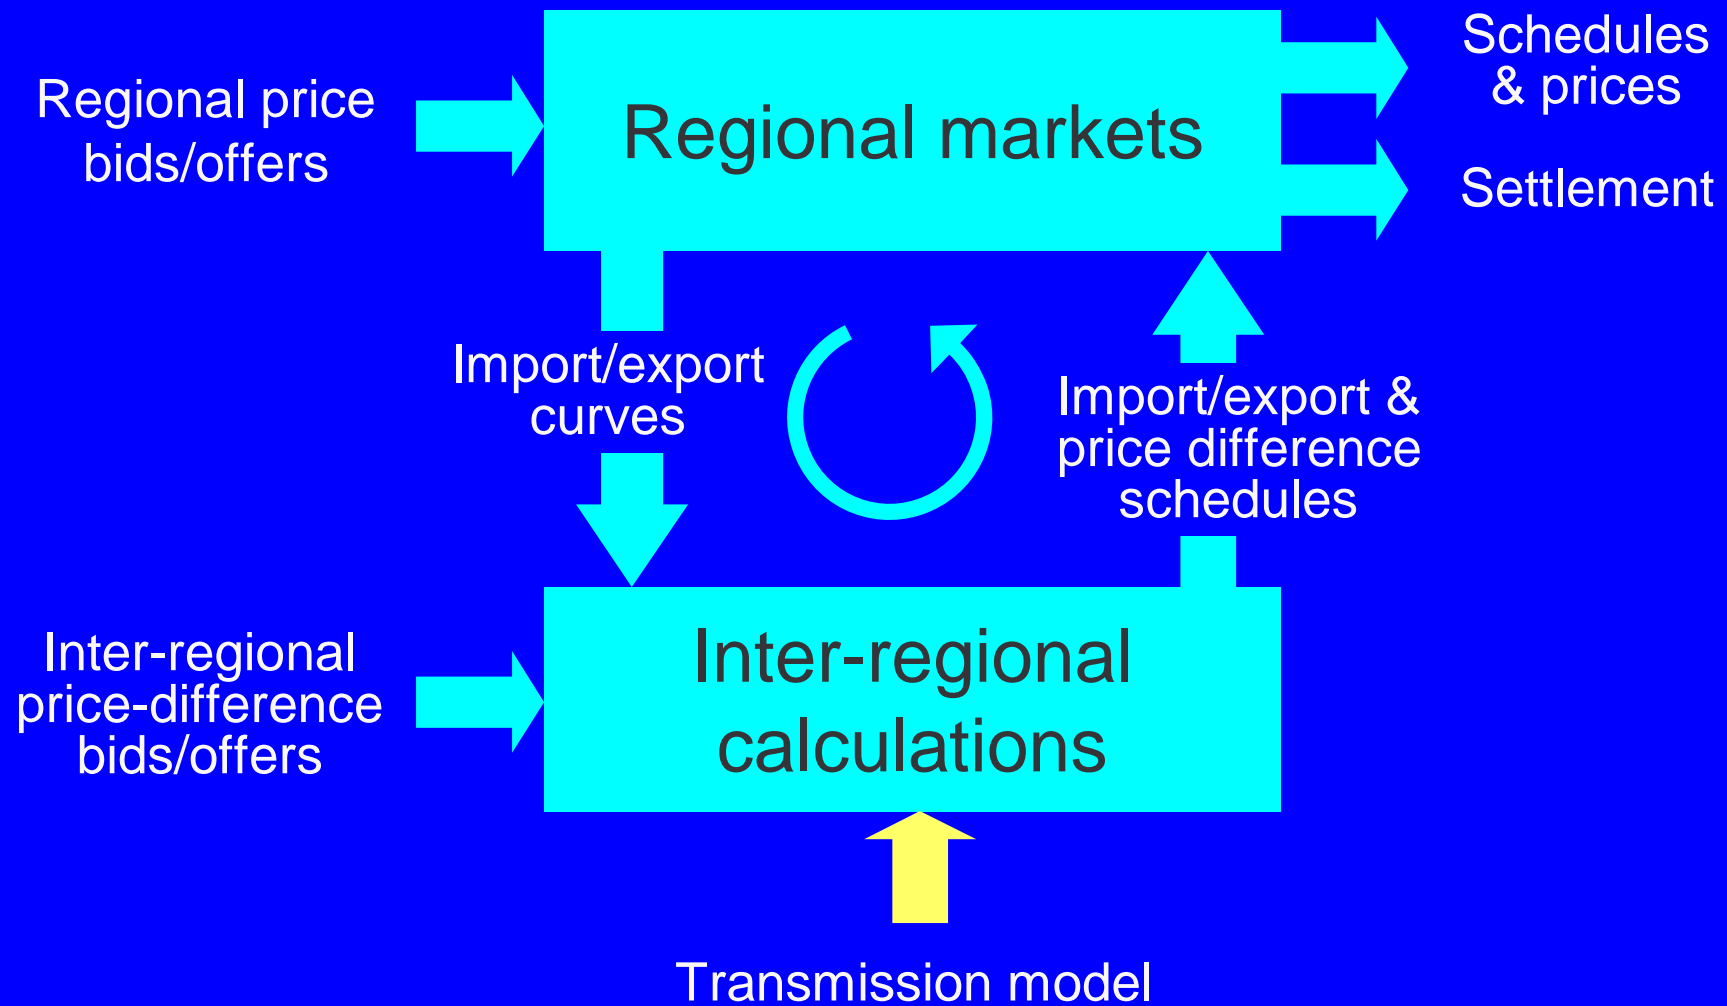 Regional price
bids/offers
Regional markets
Schedules
& prices
Settlement
Import/export
curves
Import/export &
price difference
schedules
Inter-regional
price-difference
bids/offers
Inter-regional
calculations
Transmission model